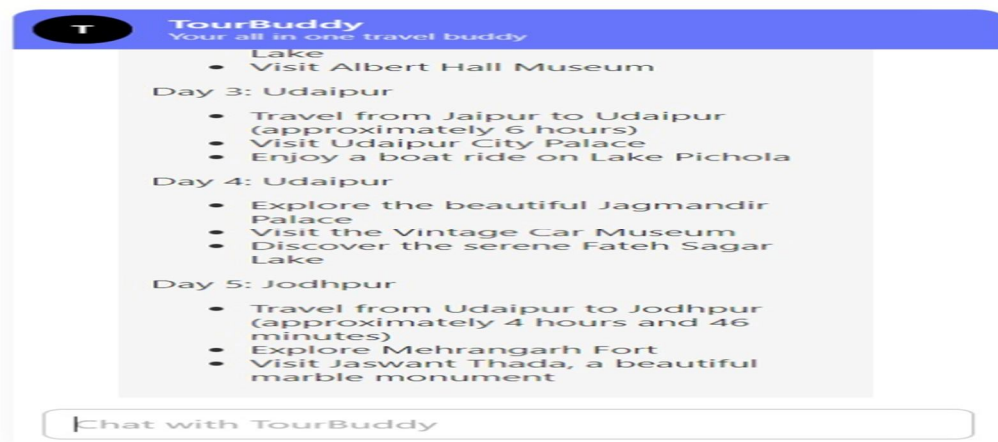 T
TourBuddy
Your all in one travel buddy
Lake
• Visit Albert Hall Museum
Day 3: Udaipur
• Travel from Jaipur to Udaipur
(approximately 6 hours)
• Visit Udaipur City Palace
• Enjoy a boat ride on Lake Pichola
Day 4: Udaipur
• Explore the beautiful Jagmandir
Palace
• Visit the Vintage Car Museum
• Discover the serene Fateh Sagar
Lake
Day 5: Jodhpur
• Travel from Udaipur to Jodhpur
(approximately 4 hours and 46
minutes)
• Explore Mehrangarh Fort
• Visit Jaswant Thada, a beautiful
marble monument
Chat with TourBuddy